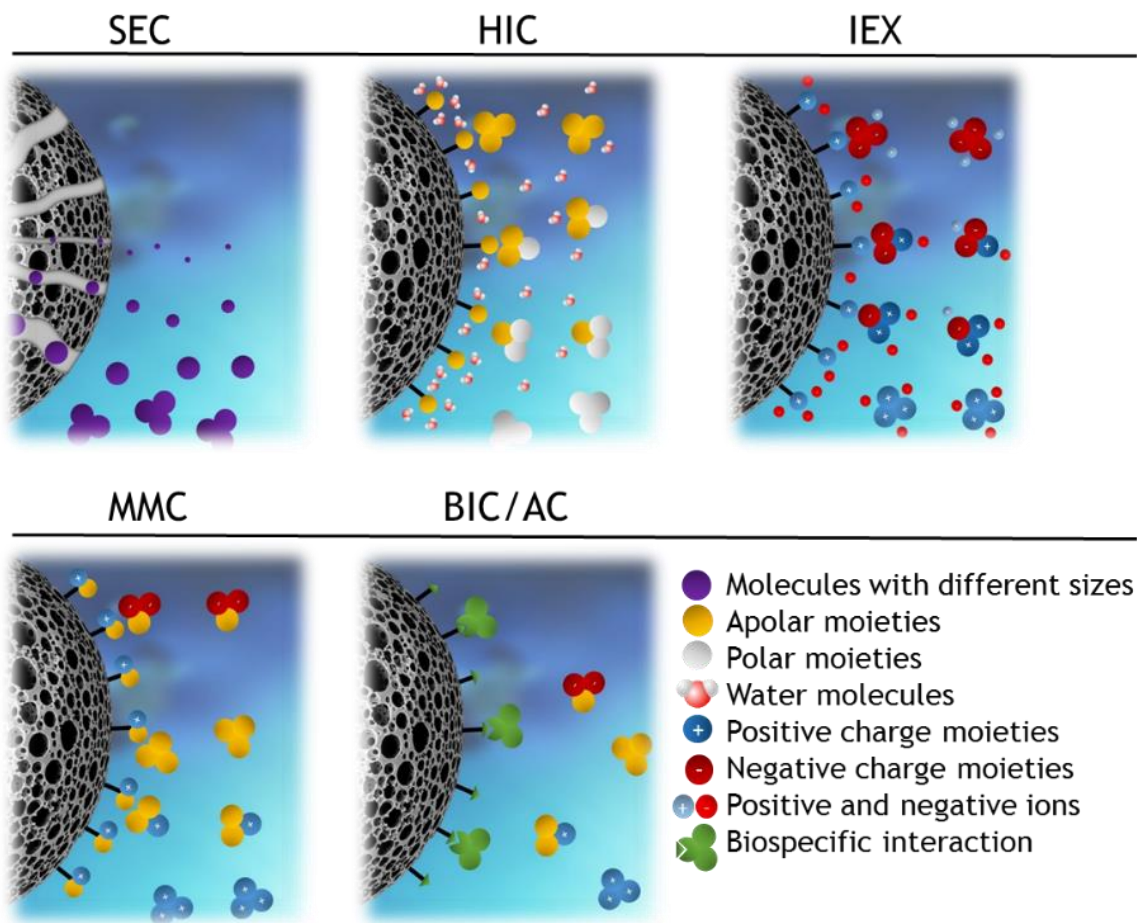 SEC
HIC
IEX
MMC
BIC/AC
Molecules with different sizes
Apolar moieties
Polar moieties
Water molecules
Positive charge moieties
Negative charge moieties
Positive and negative ions
Biospecific interaction